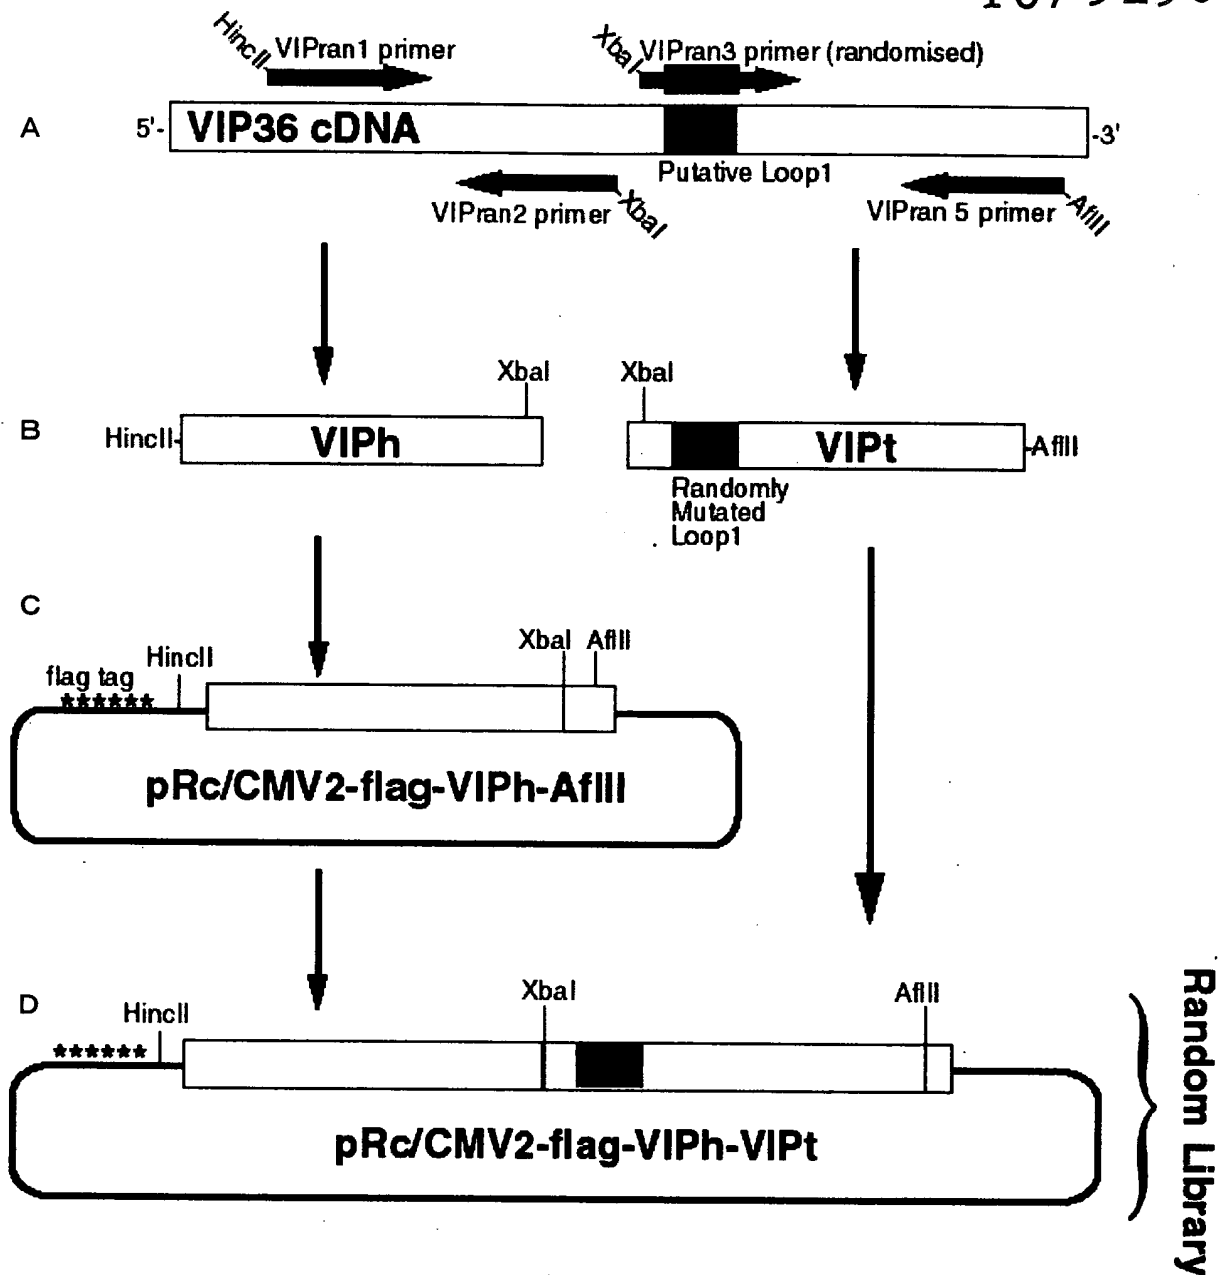 HincII
VIPran1 primer
XbaI
VIPran3 primer (randomised)
A
5'-
VIP36 cDNA
-3'
Putative Loop1
VIPran2 primer
XbaI
VIPran 5 primer
AflII
XbaI
XbaI
B
HincII
VIPh
VIPt
AflII
Randomly
Mutated
Loop1
C
XbaI
AflII
HincII
flag tag
******
pRc/CMV2-flag-VIPh-AflII
D
HincII
XbaI
AflII
******
pRc/CMV2-flag-VIPh-VIPt
Random Library